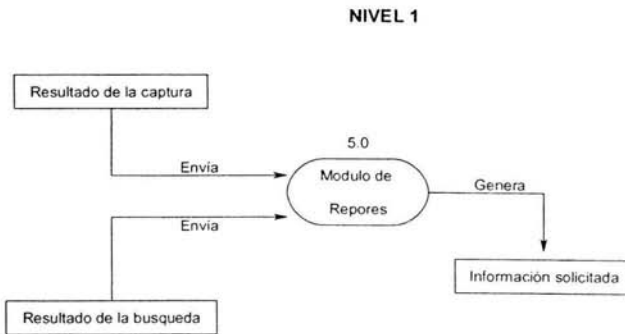 NIVEL 1
Resultado de la captura
5.0
Envía
Modulo de
Repores
Genera
Envía
Información solicitada
Resultado de la busqueda